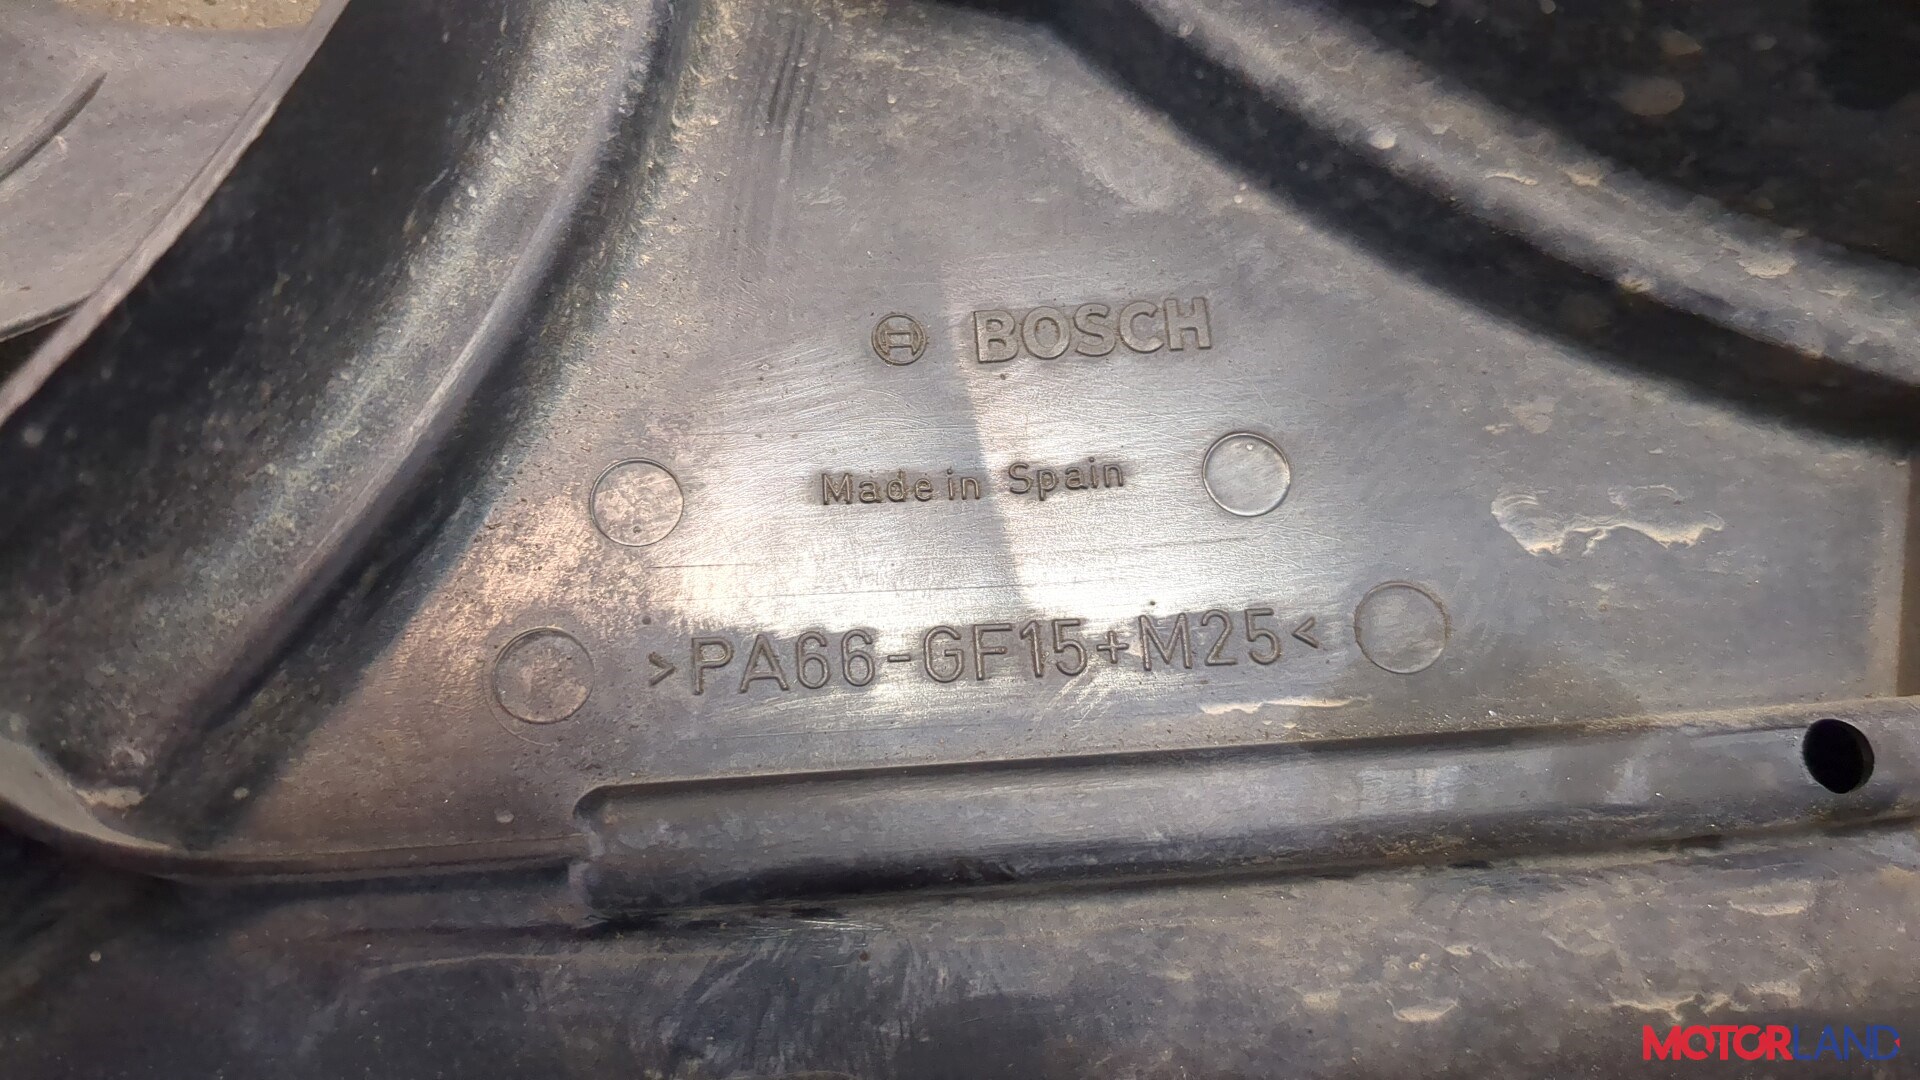 BOSCH
Made in Spain
>PA66-GF15+M25<
MOTORLAND